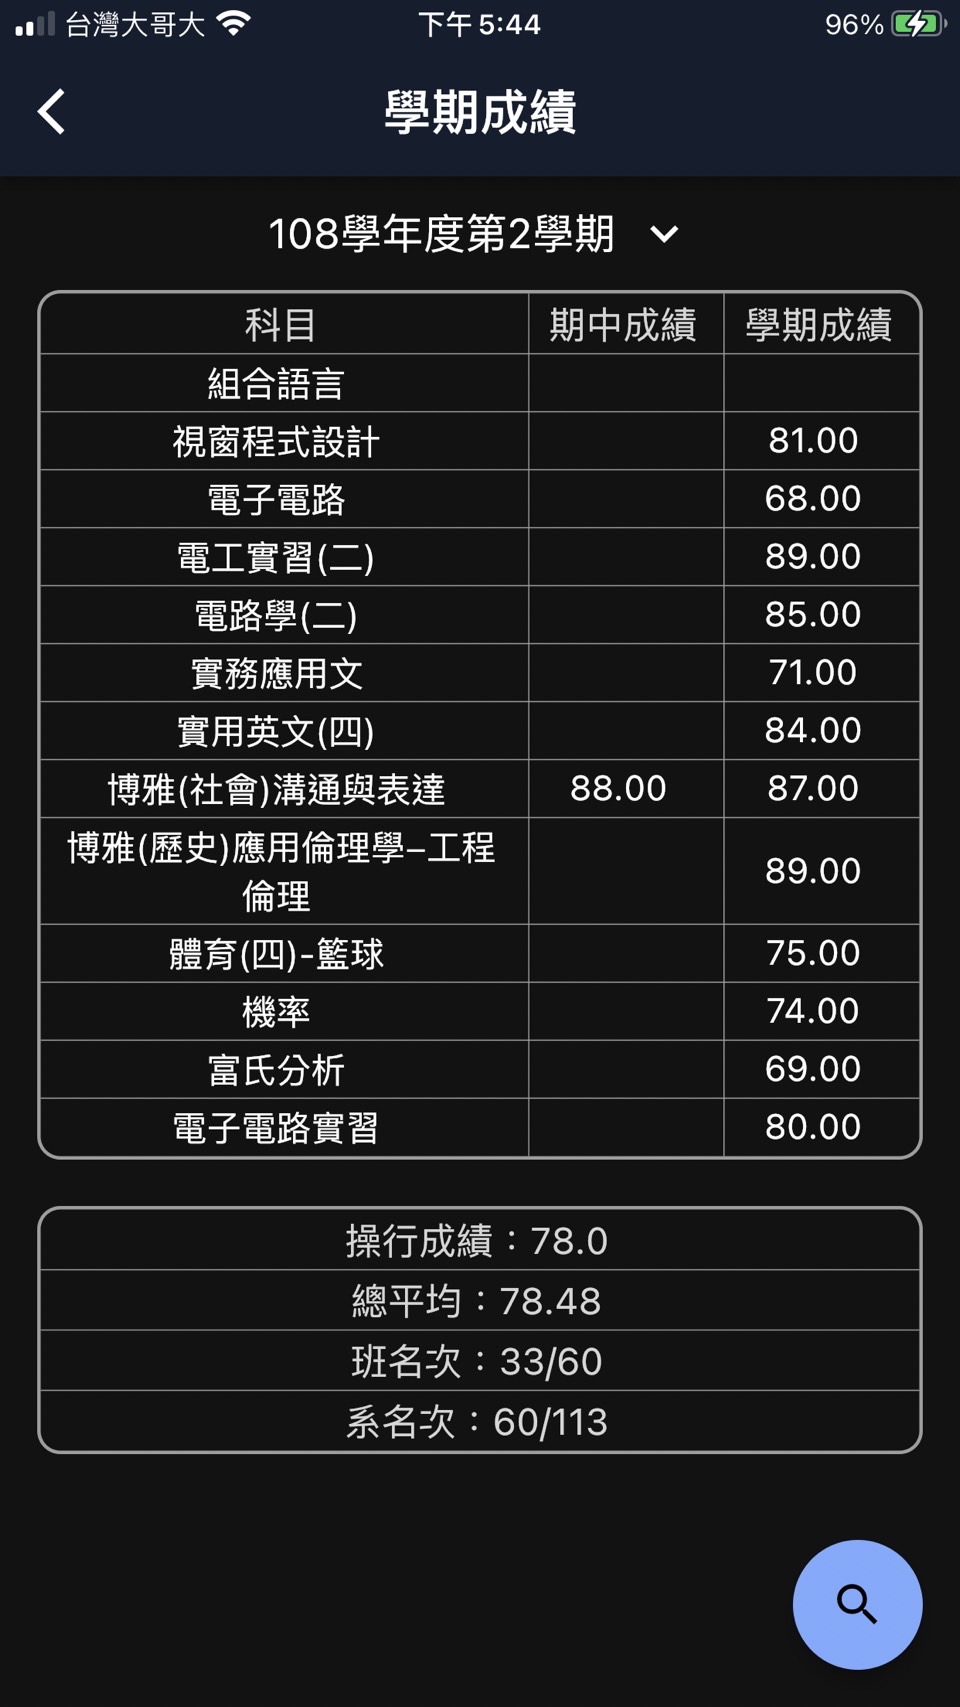 台灣大哥大 下午 5:44 96%
學期成績
108學年度第2學期
科目 期中成績 學期成績
組合語言
視窗程式設計 81.00
電子電路 68.00
電工實習(二) 89.00
電路學(二) 85.00
實務應用文 71.00
實用英文(四) 84.00
博雅(社會)溝通與表達 88.00 87.00
博雅(歷史)應用倫理學–工程
倫理 89.00
體育(四)-籃球 75.00
機率 74.00
富氏分析 69.00
電子電路實習 80.00
操行成績：78.0
總平均：78.48
班名次：33/60
系名次：60/113